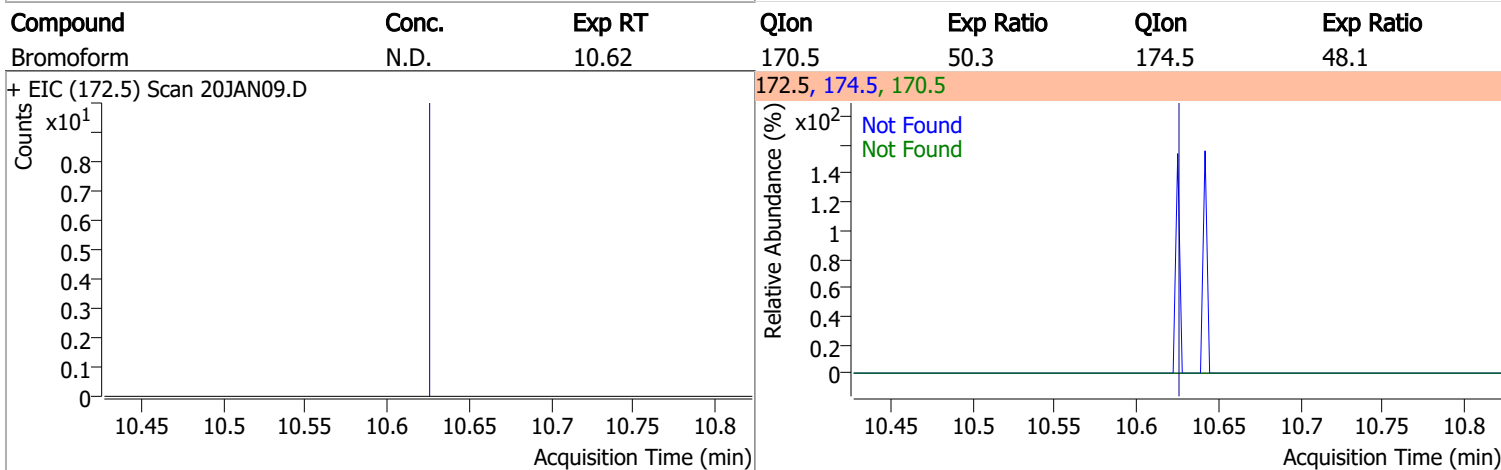 Compound Conc. Exp RT QIon Exp Ratio QIon Exp Ratio
Bromoform N.D. 10.62 170.5 50.3 174.5 48.1
+ EIC (172.5) Scan 20JAN09.D
Counts
x10¹
0.8
0.7
0.6
0.5
0.4
0.3
0.2
0.1
0
10.45 10.5 10.55 10.6 10.65 10.7 10.75 10.8
Acquisition Time (min)
172.5, 174.5, 170.5
Relative Abundance (%)
x10²
Not Found
Not Found
1.4
1.2
1
0.8
0.6
0.4
0.2
0
10.45 10.5 10.55 10.6 10.65 10.7 10.75 10.8
Acquisition Time (min)